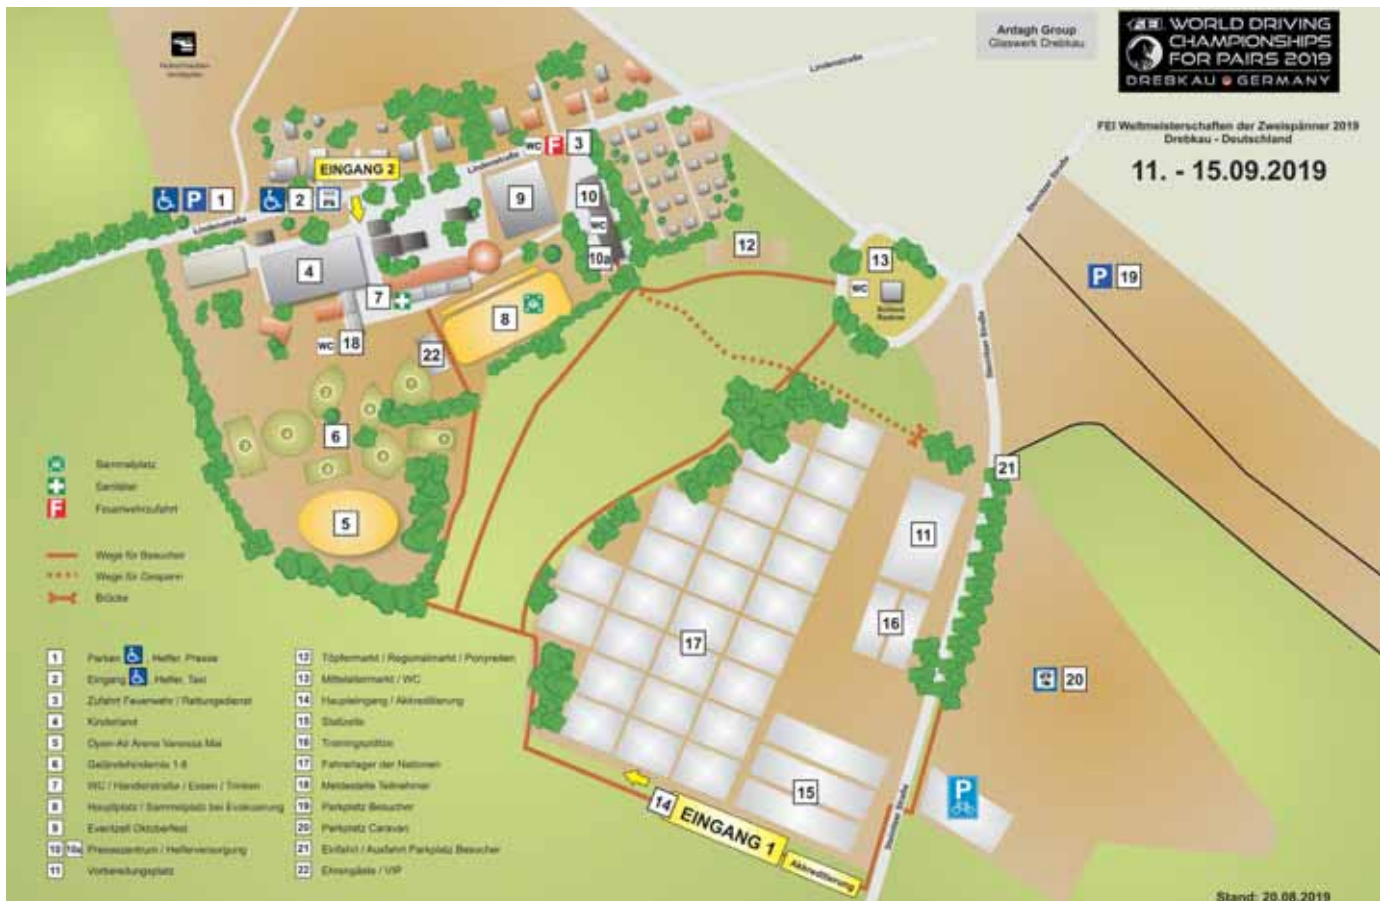 Ardagh Group
Glaswerk Drebkau
FEI WORLD DRIVING
CHAMPIONSHIPS
FOR PAIRS 2019
DREBKAU GERMANY
FEI Weltmeisterschaften der Zweispänner 2019
Drebkau - Deutschland
11. - 15.09.2019
Lindenstraße
Lindenstraße
Lindenstraße
EINGANG 2
P 1
2
WC F 3
9
10
WC
10a
12
13
WC
4
7
8
WC 18
22
6
5
P 19
21
11
16
17
20
15
14 EINGANG 1
Akkreditierung
P
Sammelplatz
Sanitäter
F Feuerwehrzufahrt
Wege für Besucher
Wege für Gespann
Brücke
1 Parken , Helfer, Presse
2 Eingang , Helfer, Taxi
3 Zufahrt Feuerwehr / Rettungsdienst
4 Kinderland
5 Open-Air Arena Vanessa Mai
6 Geländehindernis 1-8
7 WC / Händlerstraße / Essen / Trinken
8 Hauptplatz / Sammelplatz bei Evakuierung
9 Eventzelt Oktoberfest
10 10a Pressezentrum / Helferversorgung
11 Vorbereitungsplatz
12 Töpfermarkt / Regionalmarkt / Ponyreiten
13 Mittelaltermarkt / WC
14 Haupteingang / Akkreditierung
15 Stallzelte
16 Trainingsplätze
17 Fahrerlager der Nationen
18 Meldestelle Teilnehmer
19 Parkplatz Besucher
20 Parkplatz Caravan
21 Einfahrt / Ausfahrt Parkplatz Besucher
22 Ehrengäste / VIP
Stand: 20.08.2019